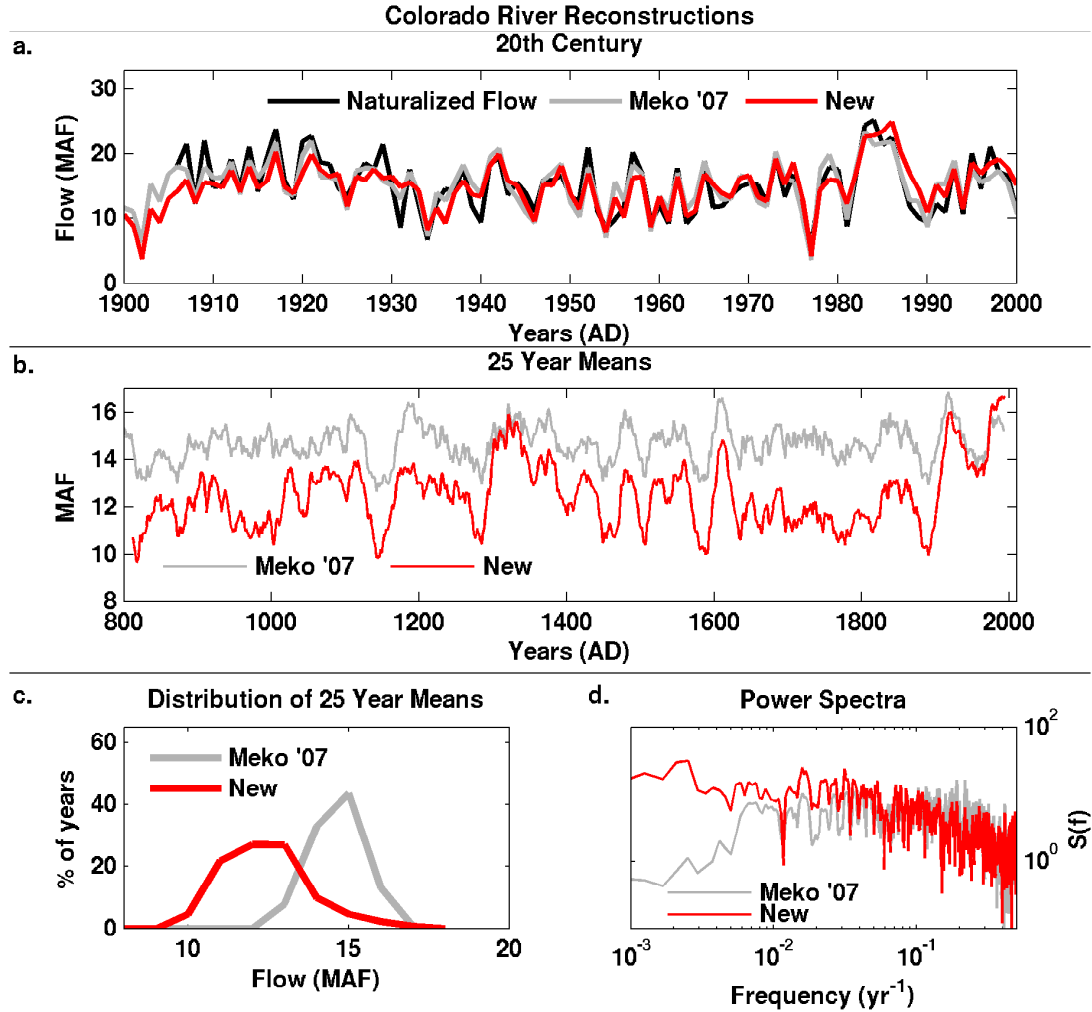 Colorado River Reconstructions
a.
20th Century
30
20
10
0
Flow (MAF)
Naturalized Flow
Meko '07
New
1900
1910
1920
1930
1940
1950
1960
1970
1980
1990
2000
Years (AD)
b.
25 Year Means
16
14
12
10
8
MAF
Meko '07
New
800
1000
1200
1400
1600
1800
2000
Years (AD)
c.
Distribution of 25 Year Means
60
40
20
0
% of years
Meko '07
New
10
15
20
Flow (MAF)
d.
Power Spectra
10^2
10^0
S(f)
Meko '07
New
10^-3
10^-2
10^-1
Frequency (yr^-1)